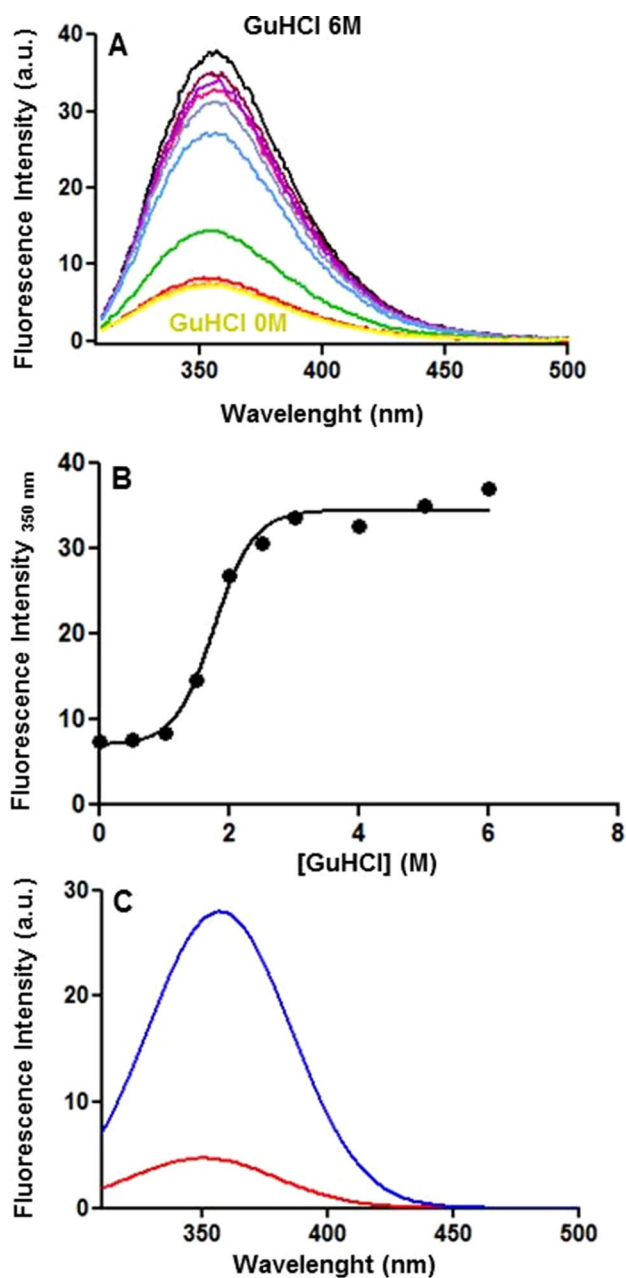 GuHCl 6M
A
Fluorescence Intensity (a.u.)
40
30
20
10
0
GuHCl 0M
350
400
450
500
Wavelenght (nm)
B
Fluorescence Intensity 350 nm
40
30
20
10
0
0
2
4
6
8
[GuHCl] (M)
C
Fluorescence Intensity (a.u.)
30
20
10
0
350
400
450
500
Wavelenght (nm)